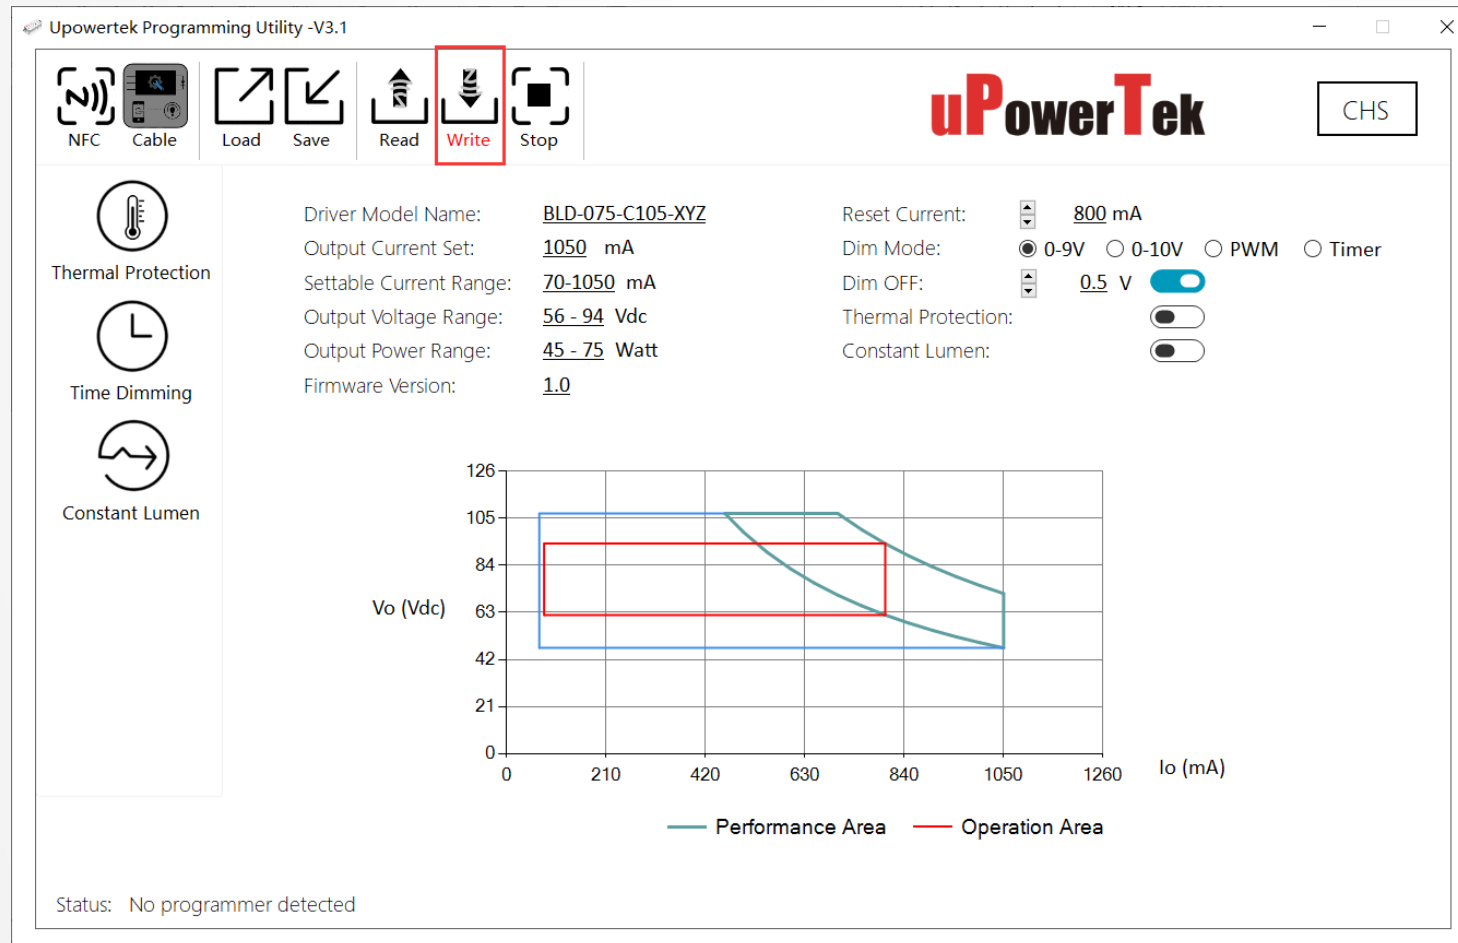 Upowertek Programming Utility -V3.1
NFC Cable Load Save Read Write Stop
uPowerTek
CHS
Thermal Protection
Time Dimming
Constant Lumen
Driver Model Name: BLD-075-C105-XYZ
Output Current Set: 1050 mA
Settable Current Range: 70-1050 mA
Output Voltage Range: 56 - 94 Vdc
Output Power Range: 45 - 75 Watt
Firmware Version: 1.0
Reset Current: 800 mA
Dim Mode: 0-9V 0-10V PWM Timer
Dim OFF: 0.5 V
Thermal Protection:
Constant Lumen:
126
105
84
63
42
21
0
Vo (Vdc)
0 210 420 630 840 1050 1260
Io (mA)
Performance Area Operation Area
Status: No programmer detected